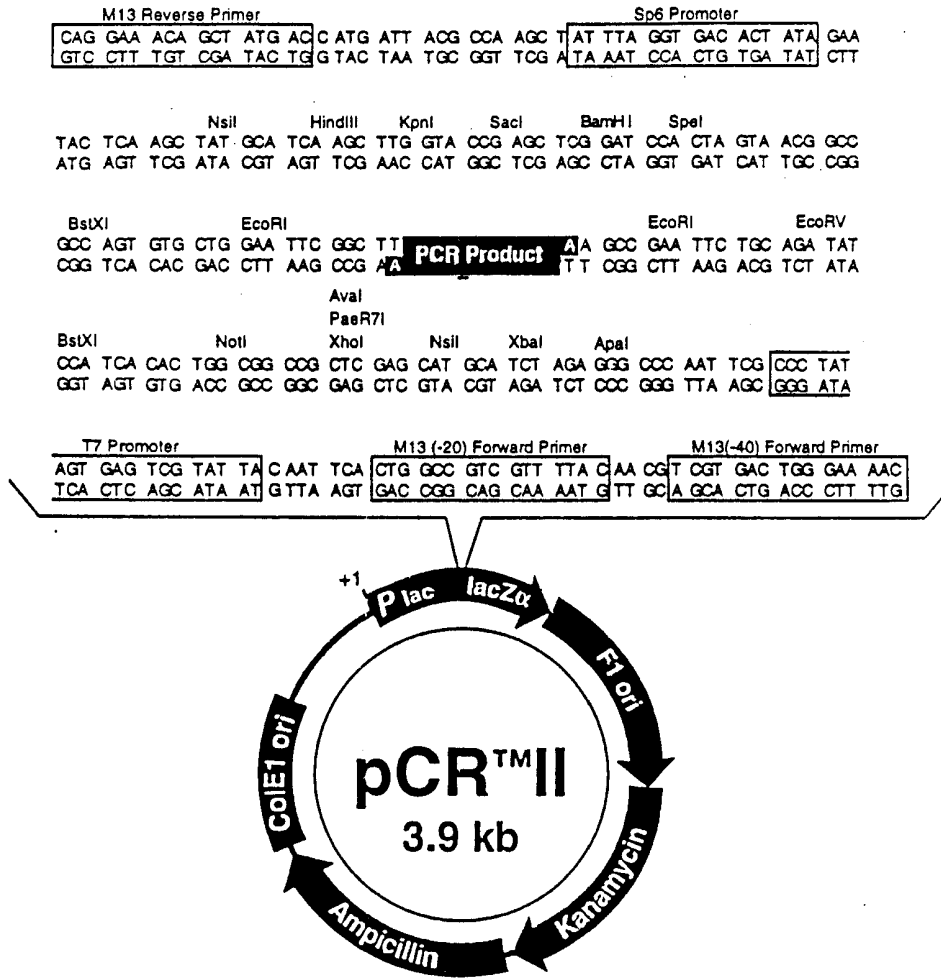 M13 Reverse Primer Sp6 Promoter
CAG GAA ACA GCT ATG AC C ATG ATT ACG CCA AGC T AT TTA GGT GAC ACT ATA GAA
GTC CTT TGT CGA TAC TG G TAC TAA TGC GGT TCG A TA AAT CCA CTG TGA TAT CTT
NsiI HindIII KpnI SacI BamHI SpeI
TAC TCA AGC TAT GCA TCA AGC TTG GTA CCG AGC TCG GAT CCA CTA GTA ACG GCC
ATG AGT TCG ATA CGT AGT TCG AAC CAT GGC TCG AGC CTA GGT GAT CAT TGC CGG
BstXI EcoRI EcoRI EcoRV
GCC AGT GTG CTG GAA TTC GGC TT PCR Product A A GCC GAA TTC TGC AGA TAT
CGG TCA CAC GAC CTT AAG CCG A A T T CGG CTT AAG ACG TCT ATA
AvaI
PaeR7I
BstXI NotI XhoI NsiI XbaI ApaI
CCA TCA CAC TGG CGG CCG CTC GAG CAT GCA TCT AGA GGG CCC AAT TCG CCC TAT
GGT AGT GTG ACC GCC GGC GAG CTC GTA CGT AGA TCT CCC GGG TTA AGC GGG ATA
T7 Promoter M13 (-20) Forward Primer M13(-40) Forward Primer
AGT GAG TCG TAT TA C AAT TCA CTG GCC GTC GTT TTA C AA CG T CGT GAC TGG GAA AAC
TCA CTC AGC ATA AT G TTA AGT GAC CGG CAG CAA AAT G TT GC A GCA CTG ACC CTT TTG
+1
P lac lacZα
F1 ori
ColE1 ori
pCR™II
3.9 kb
Kanamycin
Ampicillin